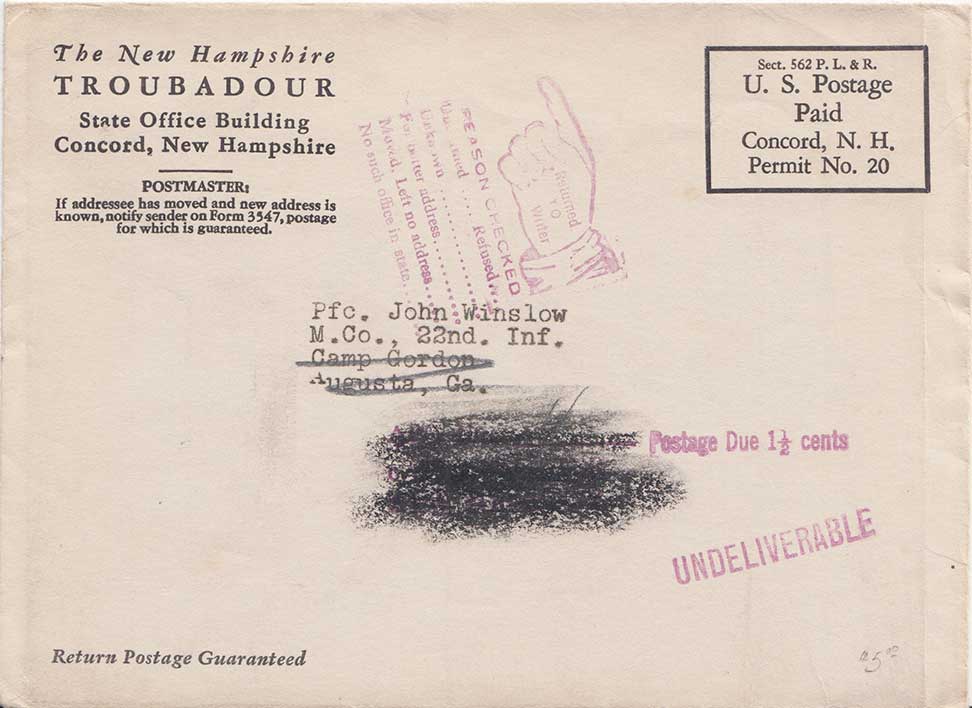 The New Hampshire
TROUBADOUR
State Office Building
Concord, New Hampshire
POSTMASTER:
If addressee has moved and new address is
known, notify sender on Form 3547, postage
for which is guaranteed.
Sect. 562 P. L. & R.
U. S. Postage
Paid
Concord, N. H.
Permit No. 20
Returned
TO
Writer
REASON CHECKED
Unclaimed....Refused
Unknown
For better address
Moved, Left no address
No such office in state
Pfc. John Winslow
M.Co., 22nd. Inf.
Camp Gordon
Augusta, Ga.
Postage Due 1½ cents
UNDELIVERABLE
Return Postage Guaranteed